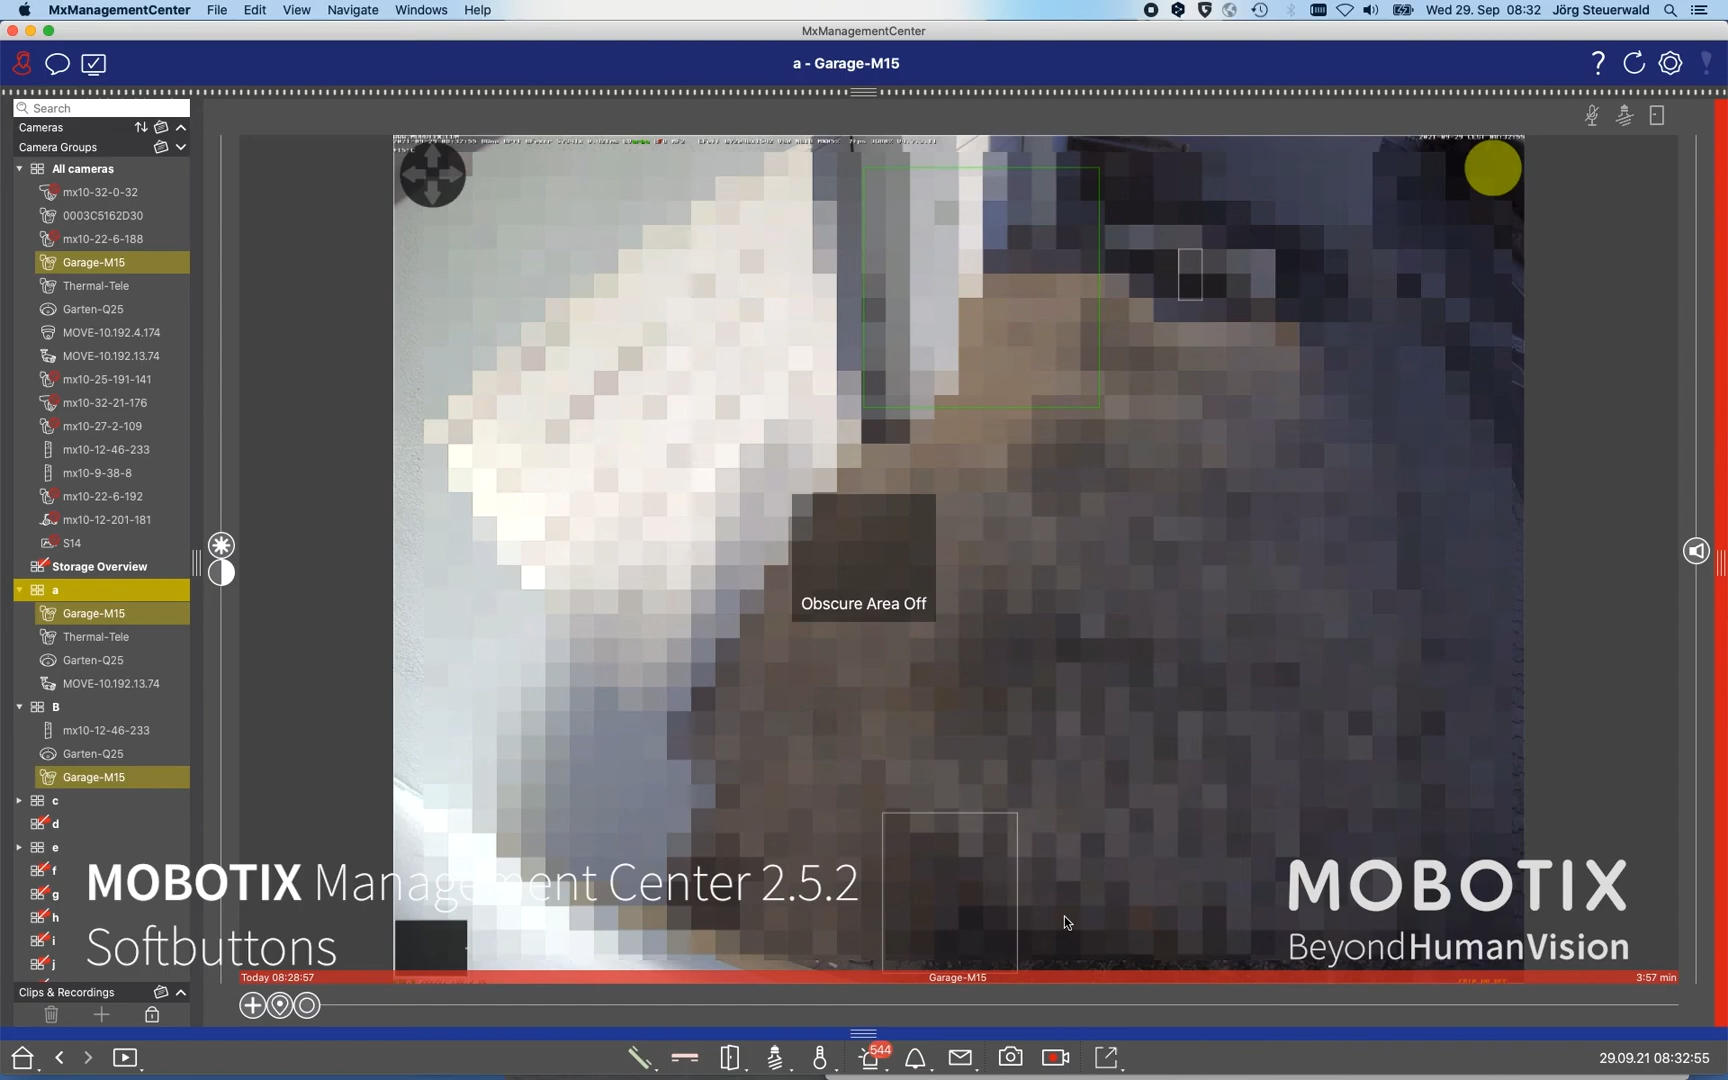 MxManagementCenter File Edit View Navigate Windows Help
Wed 29. Sep 08:32 Jörg Steuerwald
MxManagementCenter
a - Garage-M15
Search
Cameras
Camera Groups
All cameras
mx10-32-0-32
0003C5162D30
mx10-22-6-188
Garage-M15
Thermal-Tele
Garten-Q25
MOVE-10.192.4.174
MOVE-10.192.13.74
mx10-25-191-141
mx10-32-21-176
mx10-27-2-109
mx10-12-46-233
mx10-9-38-8
mx10-22-6-192
mx10-12-201-181
S14
Storage Overview
a
Garage-M15
Thermal-Tele
Garten-Q25
MOVE-10.192.13.74
B
mx10-12-46-233
Garten-Q25
Garage-M15
c
d
e
f
g
h
i
j
Clips & Recordings
Obscure Area Off
MOBOTIX Management Center 2.5.2
Softbuttons
MOBOTIX
BeyondHumanVision
Today 08:28:57
Garage-M15
3:57 min
544
29.09.21 08:32:55